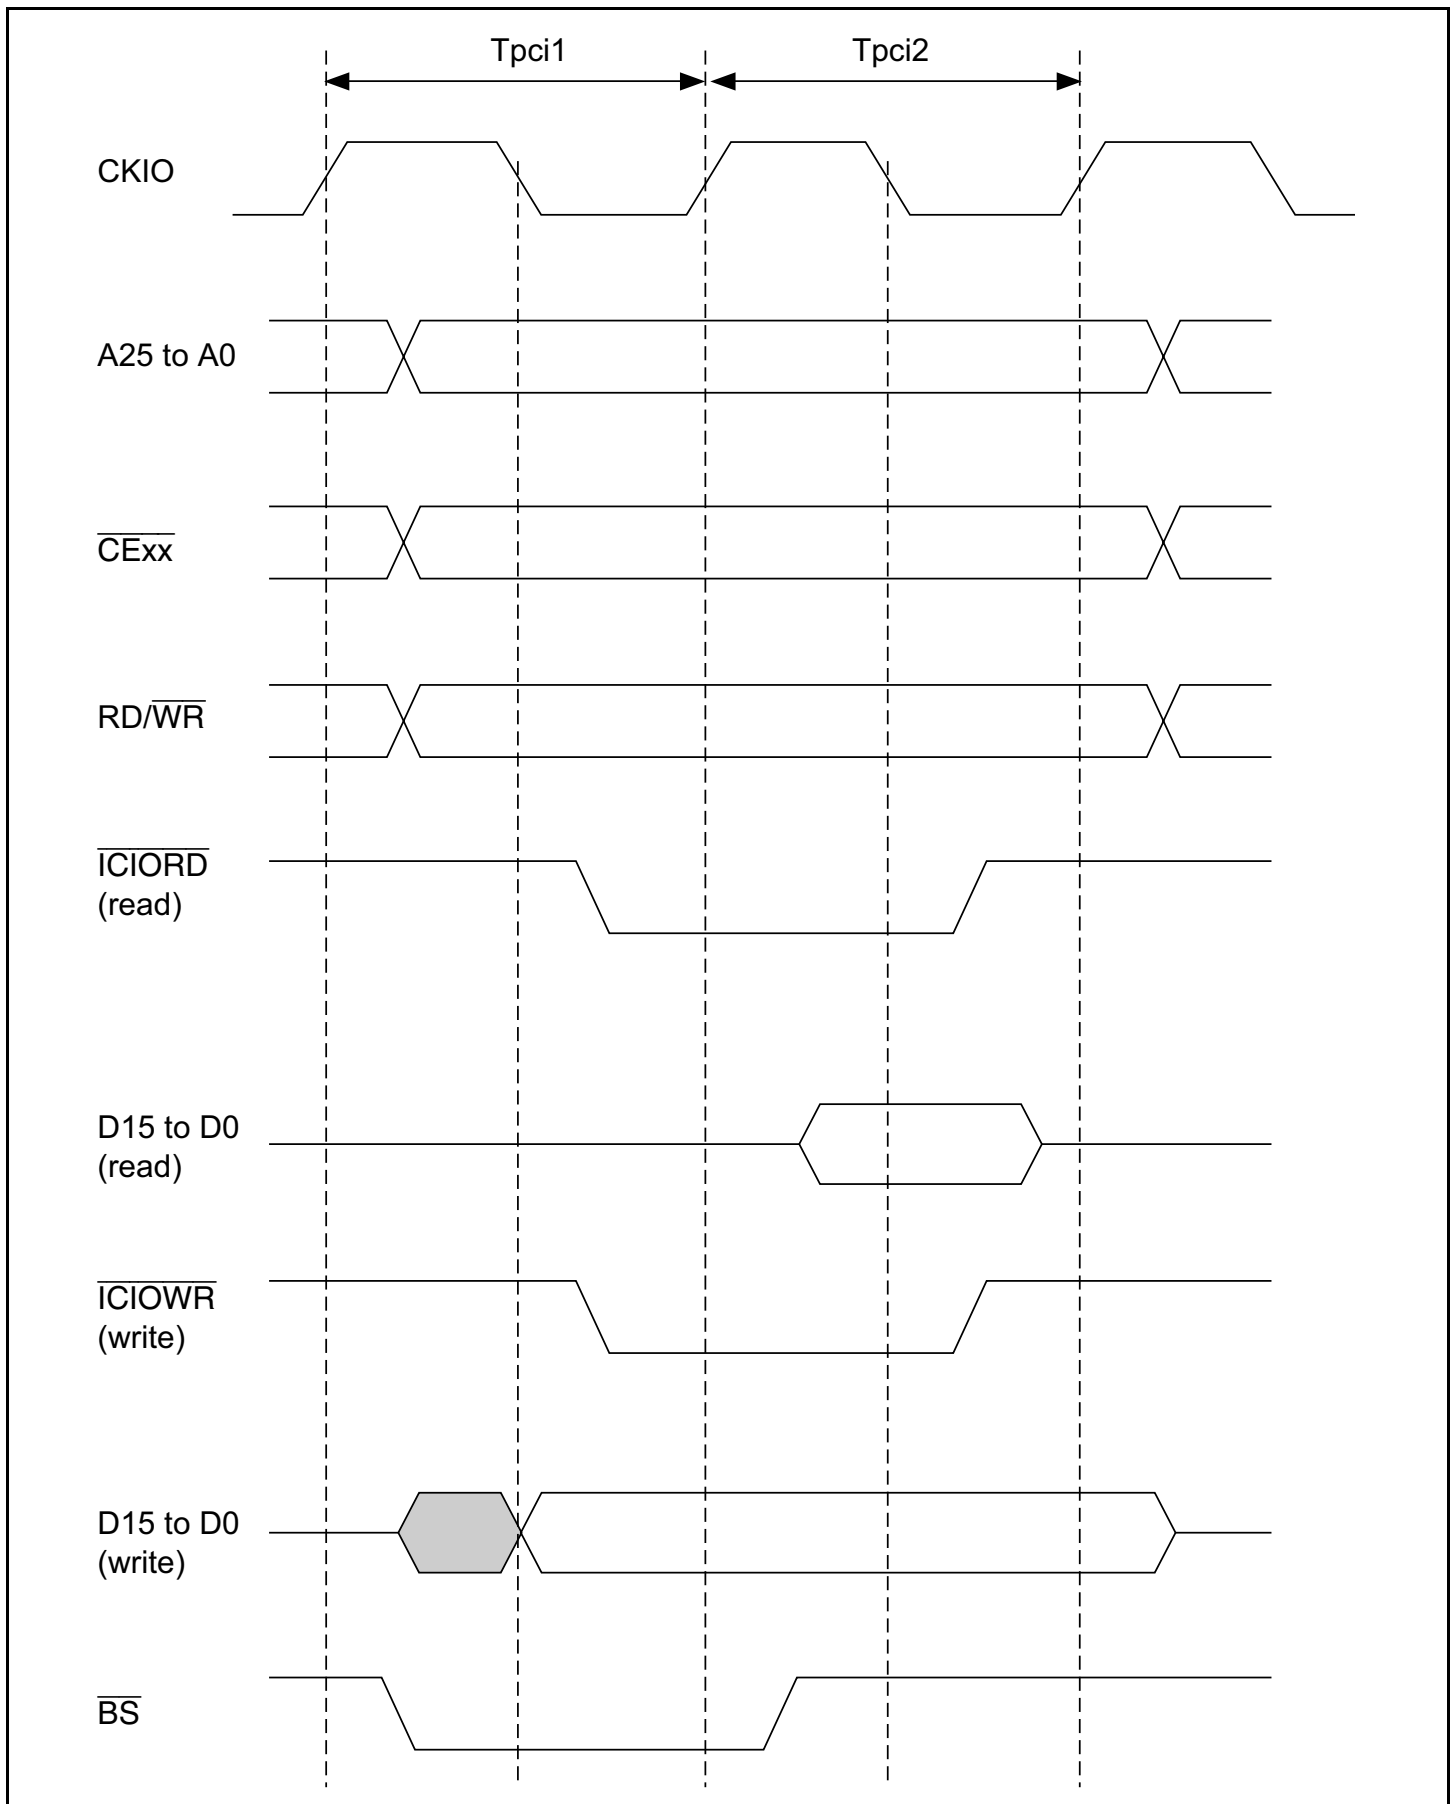 Tpci1 Tpci2
CKIO
A25 to A0
CExx
RD/WR
ICIORD
(read)
D15 to D0
(read)
ICIOWR
(write)
D15 to D0
(write)
BS